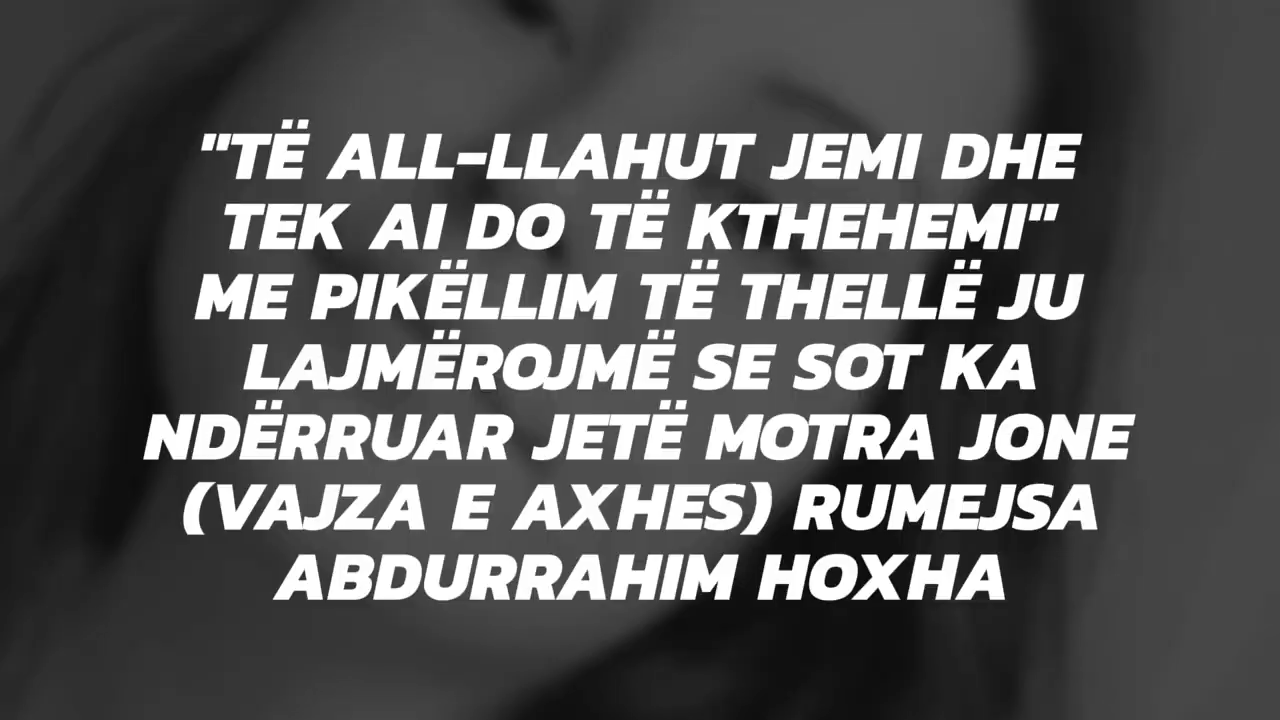 "TË ALL-LLAHUT JEMI DHE
TEK AI DO TË KTHEHEMI"
ME PIKËLLIM TË THELLË JU
LAJMËROJMË SE SOT KA
NDËRRUAR JETË MOTRA JONE
(VAJZA E AXHES) RUMEJSA
ABDURRAHIM HOXHA